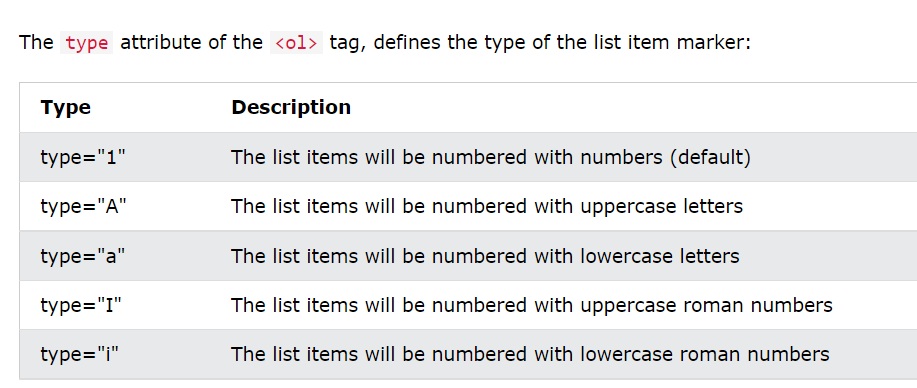 The type attribute of the <ol> tag, defines the type of the list item marker:
Type Description
type="1" The list items will be numbered with numbers (default)
type="A" The list items will be numbered with uppercase letters
type="a" The list items will be numbered with lowercase letters
type="I" The list items will be numbered with uppercase roman numbers
type="i" The list items will be numbered with lowercase roman numbers